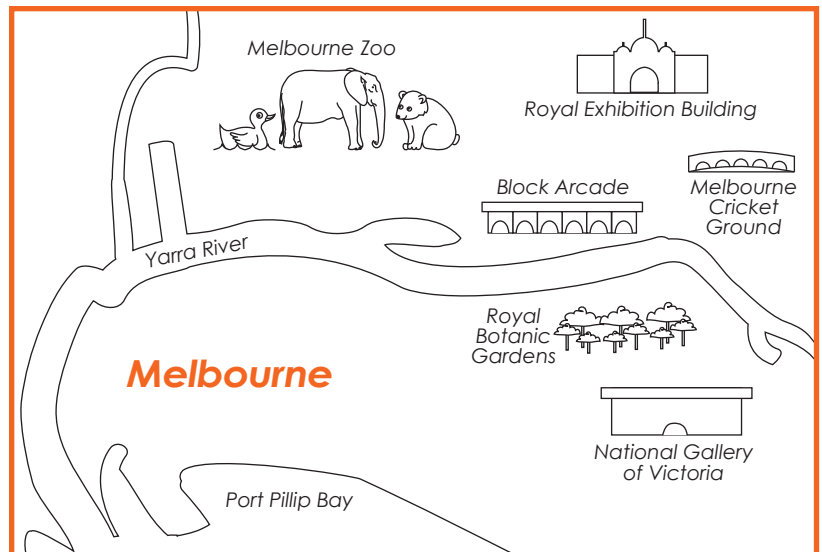 Melbourne Zoo
Royal Exhibition Building
Block Arcade
Melbourne
Cricket
Ground
Yarra River
Royal
Botanic
Gardens
Melbourne
National Gallery
of Victoria
Port Pillip Bay